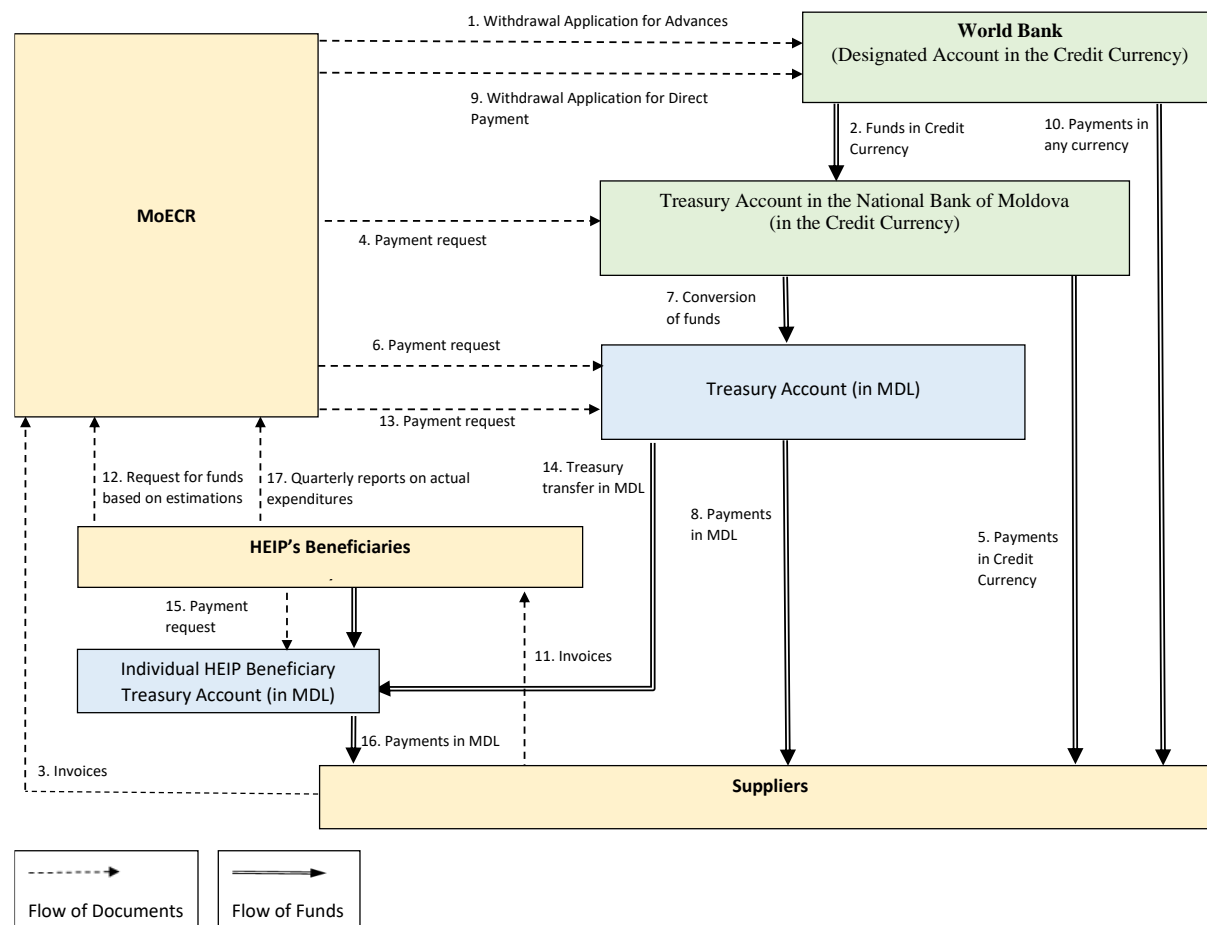 1. Withdrawal Application for Advances
World Bank
(Designated Account in the Credit Currency)
9. Withdrawal Application for Direct
Payment
2. Funds in Credit
Currency
10. Payments in
any currency
MoECR
Treasury Account in the National Bank of Moldova
(in the Credit Currency)
4. Payment request
7. Conversion
of funds
6. Payment request
Treasury Account (in MDL)
13. Payment request
12. Request for funds
based on estimations
17. Quarterly reports on actual
expenditures
14. Treasury
transfer in MDL
8. Payments
in MDL
5. Payments
in Credit
Currency
HEIP’s Beneficiaries
.
15. Payment
request
11. Invoices
Individual HEIP Beneficiary
Treasury Account (in MDL)
16. Payments in MDL
3. Invoices
Suppliers
Flow of Documents
Flow of Funds